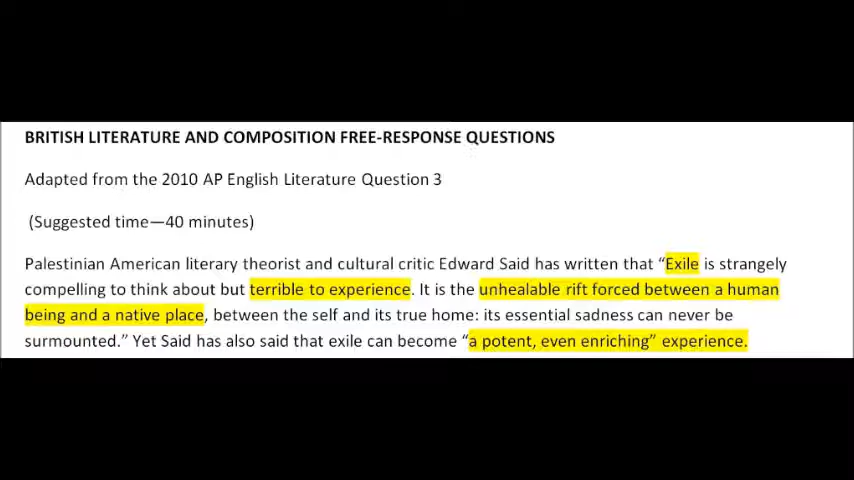 BRITISH LITERATURE AND COMPOSITION FREE-RESPONSE QUESTIONS
Adapted from the 2010 AP English Literature Question 3
(Suggested time—40 minutes)
Palestinian American literary theorist and cultural critic Edward Said has written that “Exile is strangely
compelling to think about but terrible to experience. It is the unhealable rift forced between a human
being and a native place, between the self and its true home: its essential sadness can never be
surmounted.” Yet Said has also said that exile can become “a potent, even enriching” experience.